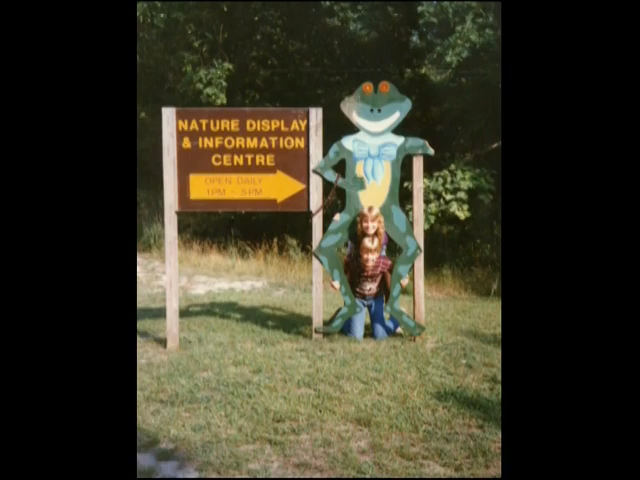 NATURE DISPLAY
& INFORMATION
CENTRE
OPEN DAILY
1PM - 5PM